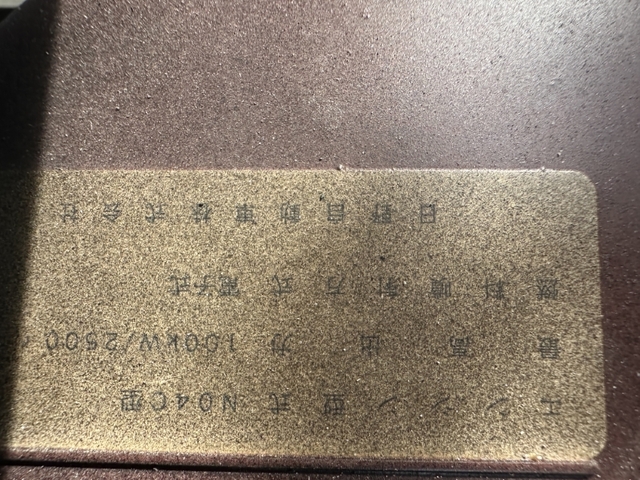 エンジン型式 N04C型
最高出力 100kW/2500
燃料噴射方式 電子式
日野自動車株式会社